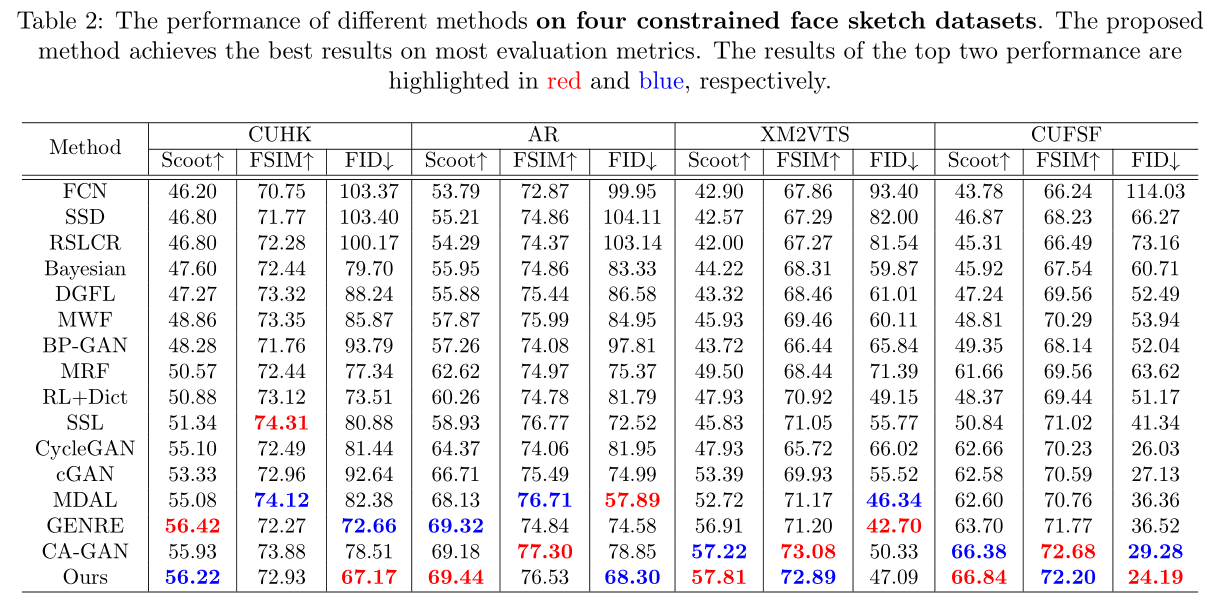 Table 2: The performance of different methods on four constrained face sketch datasets. The proposed
method achieves the best results on most evaluation metrics. The results of the top two performance are
highlighted in red and blue, respectively.
Method CUHK AR XM2VTS CUFSF
Scoot↑ FSIM↑ FID↓ Scoot↑ FSIM↑ FID↓ Scoot↑ FSIM↑ FID↓ Scoot↑ FSIM↑ FID↓
FCN 46.20 70.75 103.37 53.79 72.87 99.95 42.90 67.86 93.40 43.78 66.24 114.03
SSD 46.80 71.77 103.40 55.21 74.86 104.11 42.57 67.29 82.00 46.87 68.23 66.27
RSLCR 46.80 72.28 100.17 54.29 74.37 103.14 42.00 67.27 81.54 45.31 66.49 73.16
Bayesian 47.60 72.44 79.70 55.95 74.86 83.33 44.22 68.31 59.87 45.92 67.54 60.71
DGFL 47.27 73.32 88.24 55.88 75.44 86.58 43.32 68.46 61.01 47.24 69.56 52.49
MWF 48.86 73.35 85.87 57.87 75.99 84.95 45.93 69.46 60.11 48.81 70.29 53.94
BP-GAN 48.28 71.76 93.79 57.26 74.08 97.81 43.72 66.44 65.84 49.35 68.14 52.04
MRF 50.57 72.44 77.34 62.62 74.97 75.37 49.50 68.44 71.39 61.66 69.56 63.62
RL+Dict 50.88 73.12 73.51 60.26 74.78 81.79 47.93 70.92 49.15 48.37 69.44 51.17
SSL 51.34 74.31 80.88 58.93 76.77 72.52 45.83 71.05 55.77 50.84 71.02 41.34
CycleGAN 55.10 72.49 81.44 64.37 74.06 81.95 47.93 65.72 66.02 62.66 70.23 26.03
cGAN 53.33 72.96 92.64 66.71 75.49 74.99 53.39 69.93 55.52 62.58 70.59 27.13
MDAL 55.08 74.12 82.38 68.13 76.71 57.89 52.72 71.17 46.34 62.60 70.76 36.36
GENRE 56.42 72.27 72.66 69.32 74.84 74.58 56.91 71.20 42.70 63.70 71.77 36.52
CA-GAN 55.93 73.88 78.51 69.18 77.30 78.85 57.22 73.08 50.33 66.38 72.68 29.28
Ours 56.22 72.93 67.17 69.44 76.53 68.30 57.81 72.89 47.09 66.84 72.20 24.19